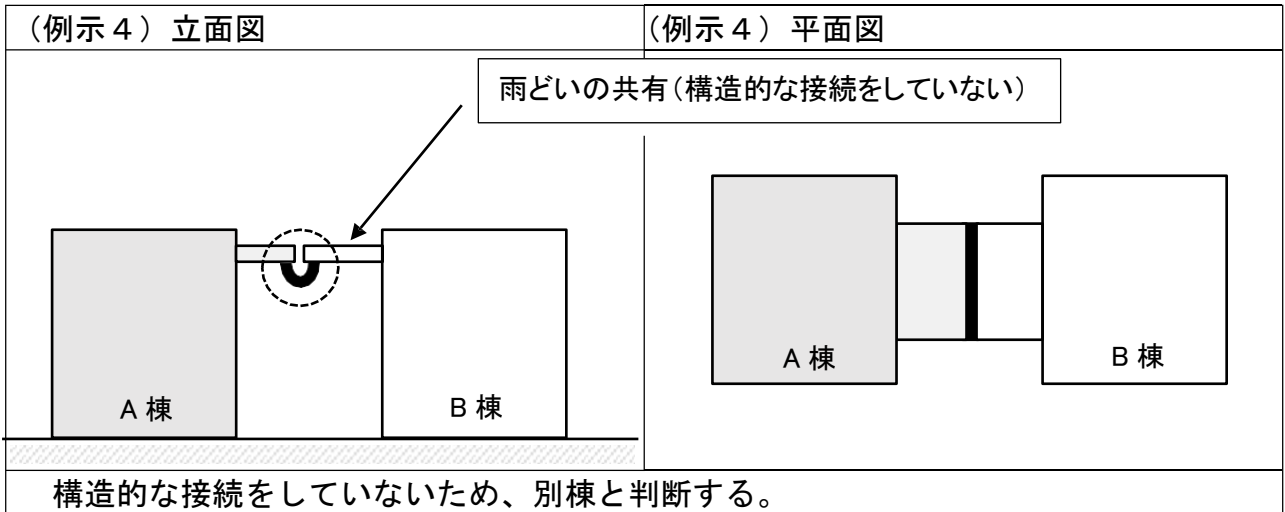 （例示４）立面図
（例示４）平面図
雨どいの共有（構造的な接続をしていない）
A 棟
B 棟
A 棟
B 棟
構造的な接続をしていないため、別棟と判断する。